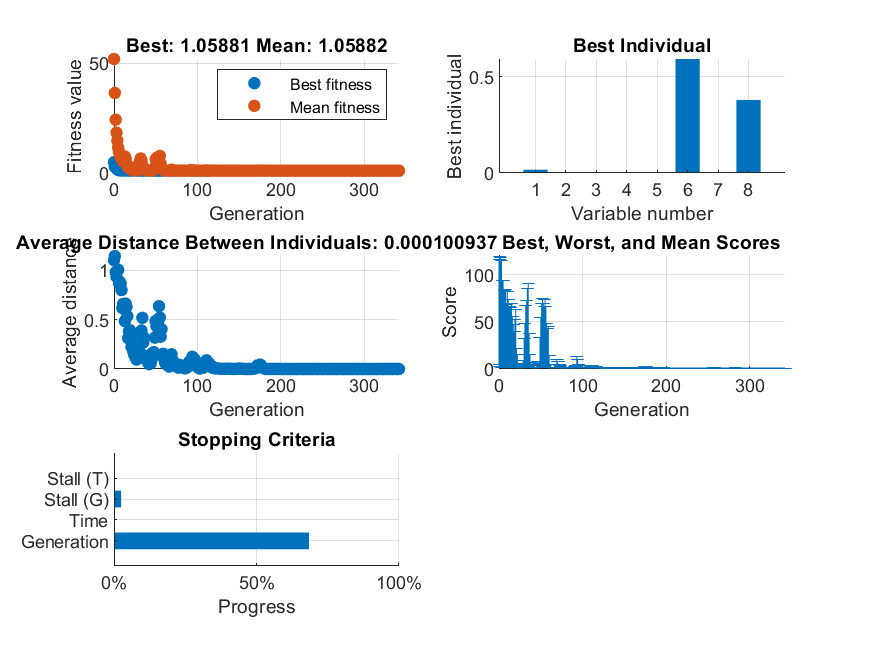 Best: 1.05881 Mean: 1.05882
Fitness value
50
0
Best fitness
Mean fitness
0 100 200 300
Generation
Best Individual
Best individual
0.5
0
1 2 3 4 5 6 7 8
Variable number
Average Distance Between Individuals: 0.000100937
Average distance
1
0.5
0
0 100 200 300
Generation
Best, Worst, and Mean Scores
Score
100
50
0
0 100 200 300
Generation
Stopping Criteria
Stall (T)
Stall (G)
Time
Generation
0% 50% 100%
Progress